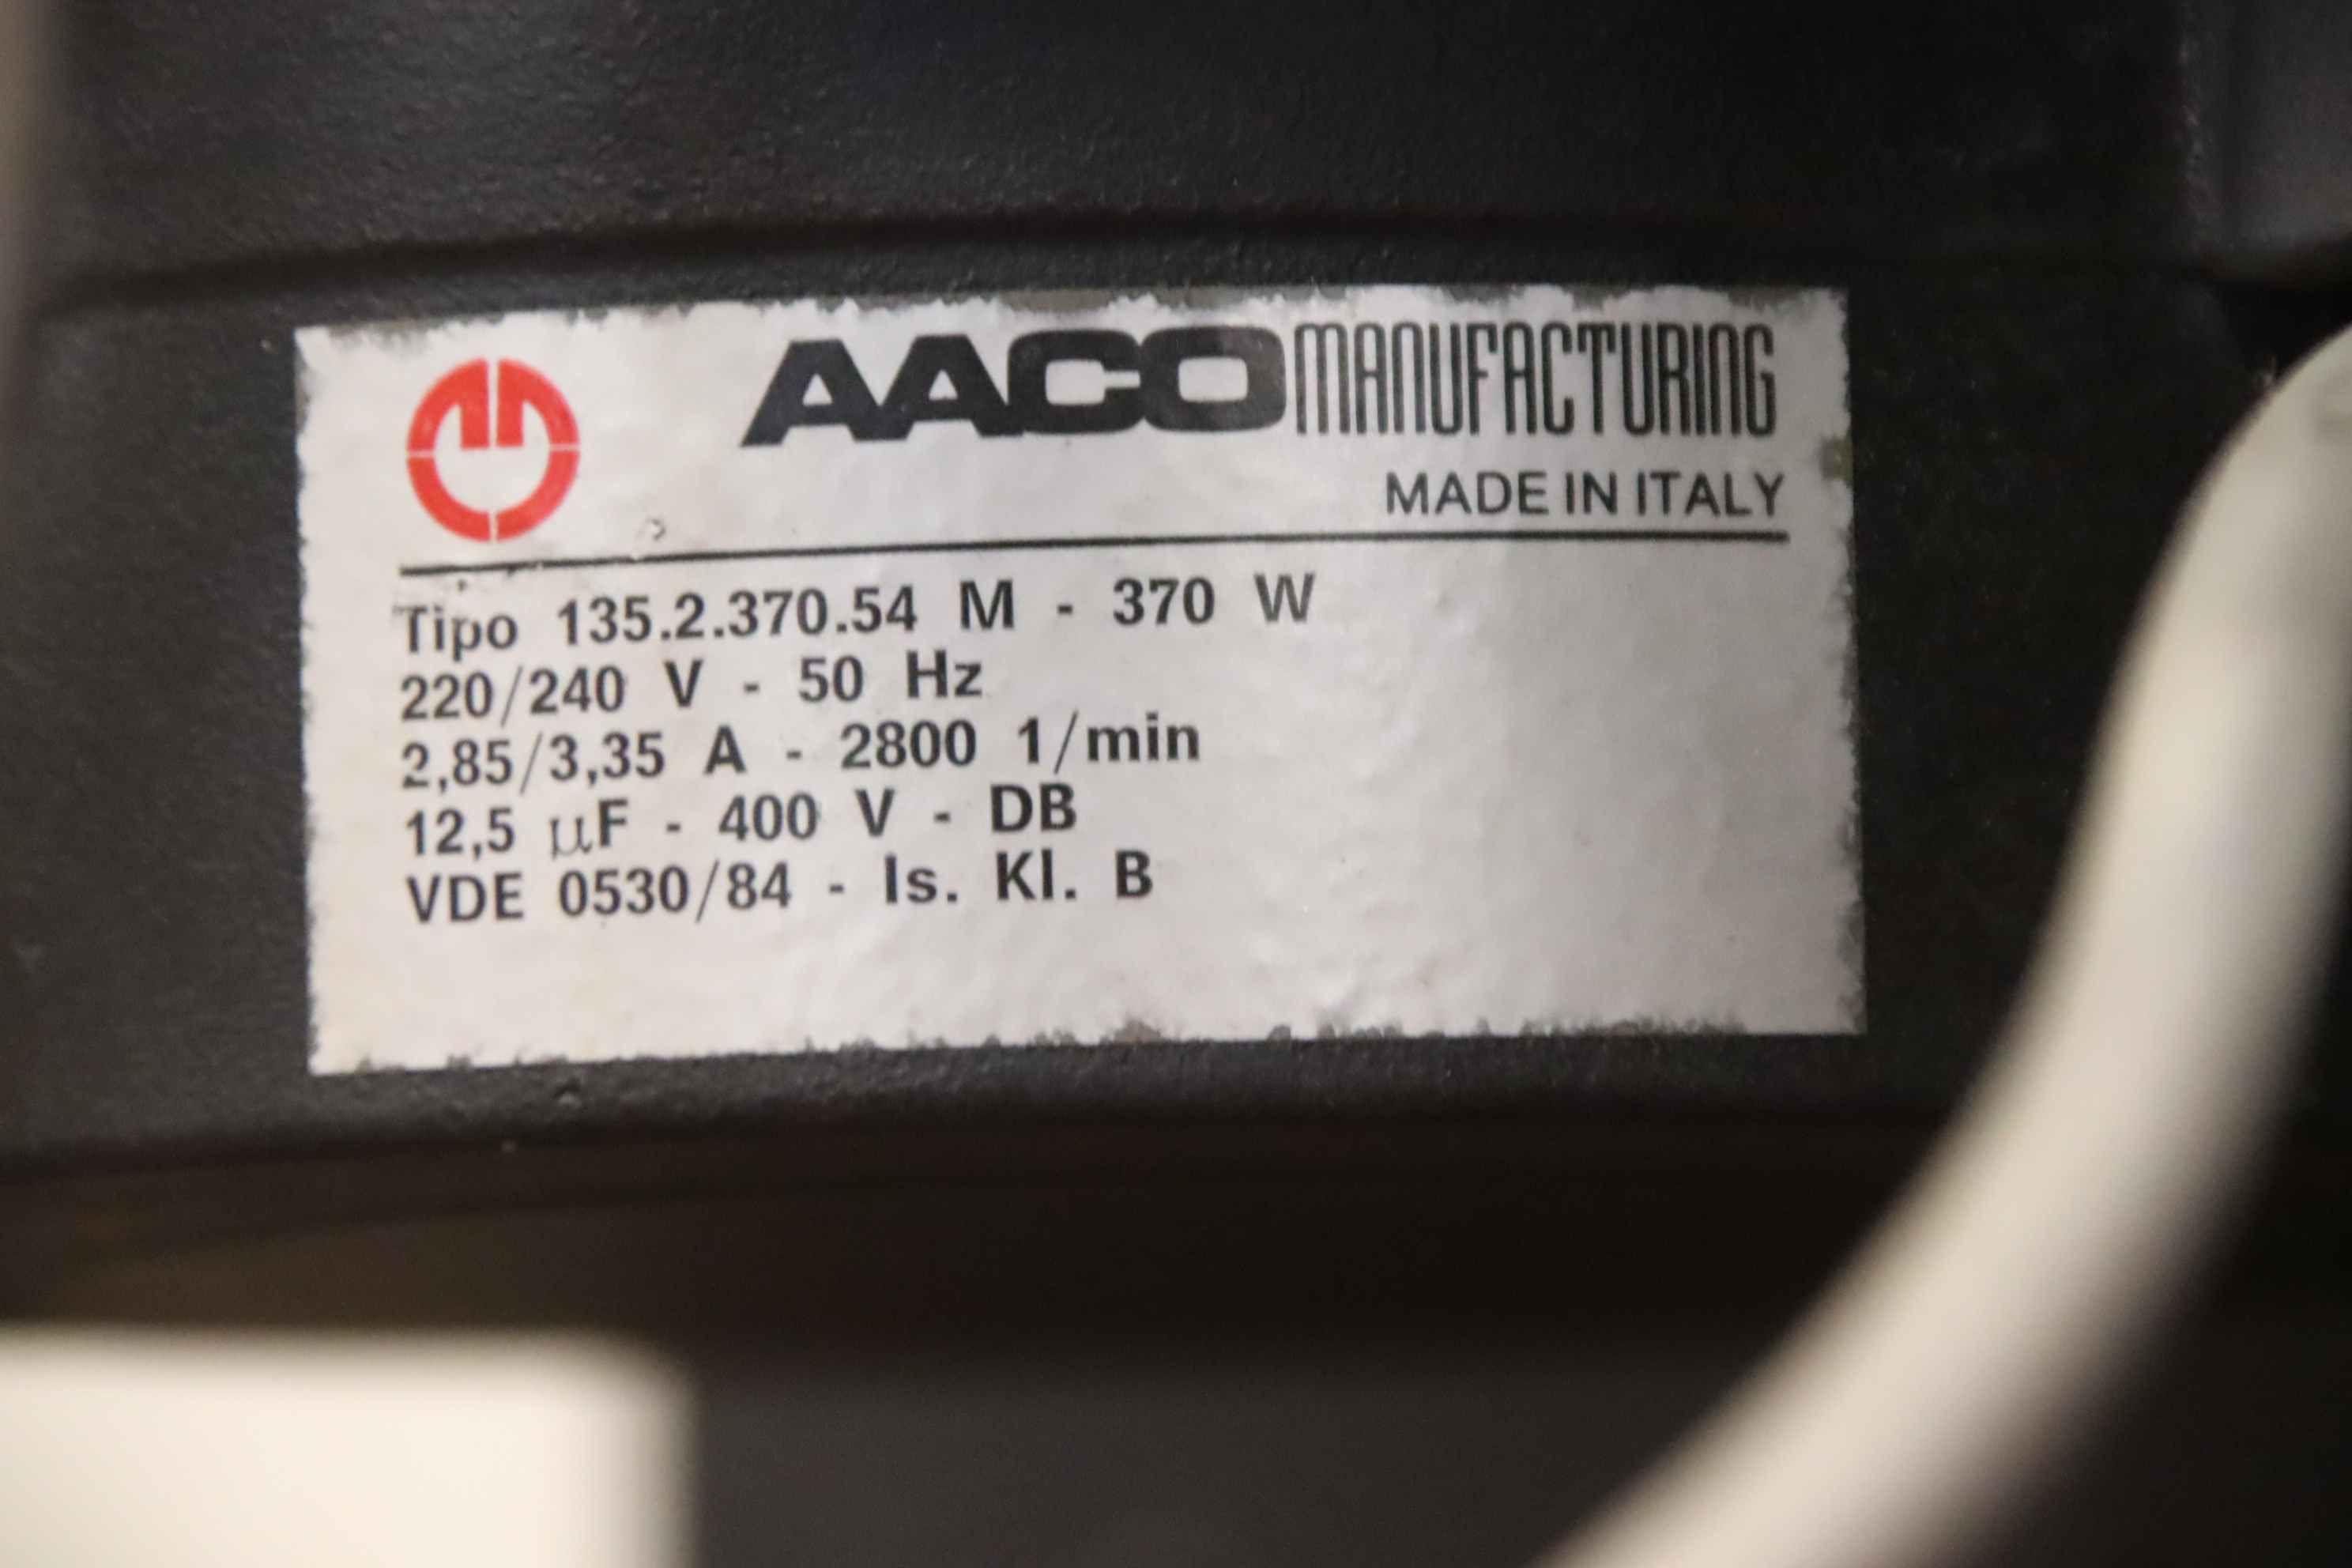 AACO MANUFACTURING
MADE IN ITALY
Tipo 135.2.370.54 M - 370 W
220/240 V - 50 Hz
2,85/3,35 A - 2800 1/min
12,5 µF - 400 V - DB
VDE 0530/84 - Is. Kl. B